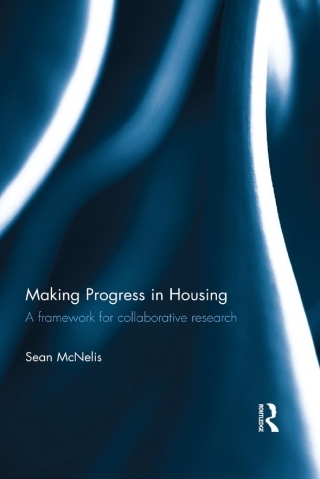 Making Progress in Housing
A framework for collaborative research
Sean McNelis
ROUTLEDGE